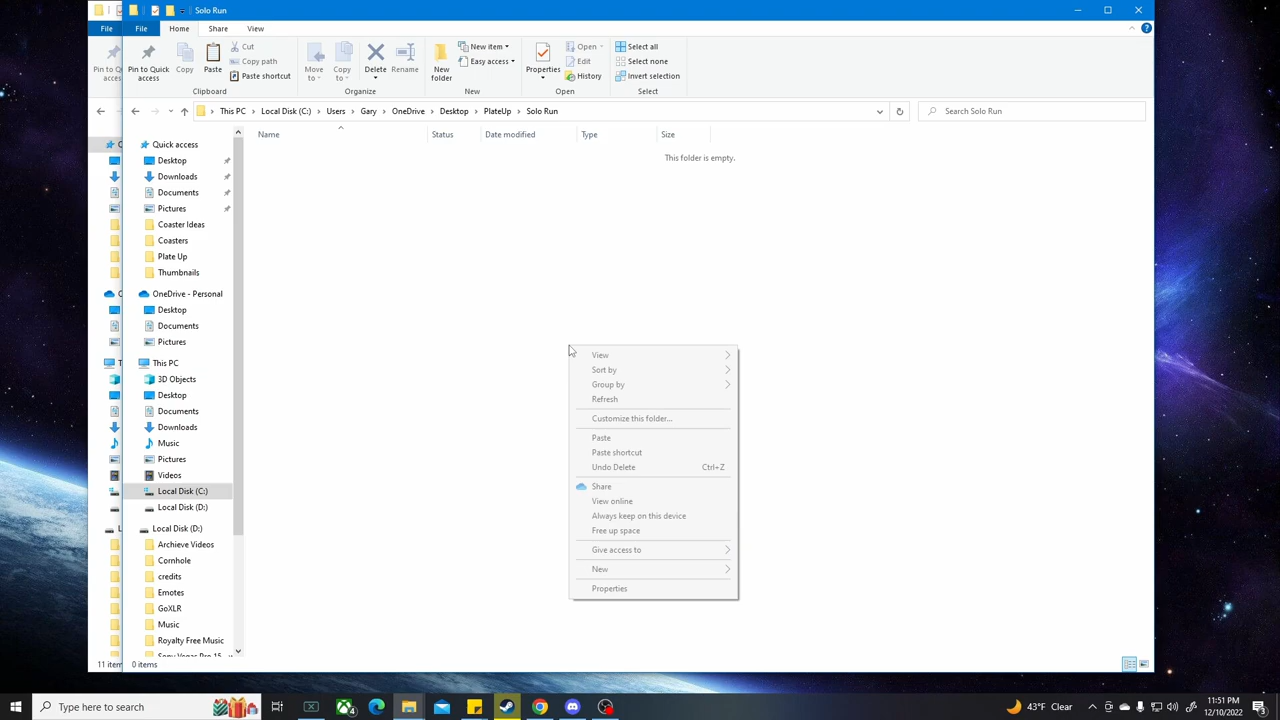 Solo Run
File
File
Home
Share
View
Pin to Quick access
Copy
Paste
Cut
Copy path
Paste shortcut
Move to
Copy to
Delete
Rename
New folder
New item
Easy access
Properties
Open
Edit
History
Select all
Select none
Invert selection
Clipboard
Organize
New
Open
Select
This PC > Local Disk (C:) > Users > Gary > OneDrive > Desktop > PlateUp > Solo Run
Search Solo Run
Name
Status
Date modified
Type
Size
This folder is empty.
Quick access
Desktop
Downloads
Documents
Pictures
Coaster Ideas
Coasters
Plate Up
Thumbnails
OneDrive - Personal
Desktop
Documents
Pictures
This PC
3D Objects
Desktop
Documents
Downloads
Music
Pictures
Videos
Local Disk (C:)
Local Disk (D:)
Local Disk (D:)
Archieve Videos
Cornhole
credits
Emotes
GoXLR
Music
Royalty Free Music
View
Sort by
Group by
Refresh
Customize this folder...
Paste
Paste shortcut
Undo Delete Ctrl+Z
Share
View online
Always keep on this device
Free up space
Give access to
New
Properties
11 item
0 items
Type here to search
43°F Clear
11:51 PM
12/10/2022